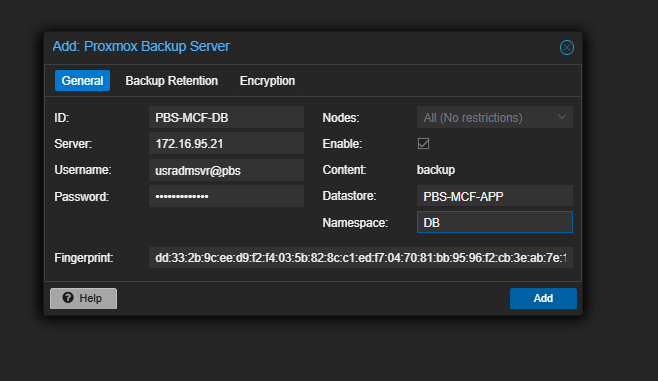 Add: Proxmox Backup Server
General Backup Retention Encryption
ID: PBS-MCF-DB Nodes: All (No restrictions)
Server: 172.16.95.21 Enable:
Username: usradmsvr@pbs Content: backup
Password: ••••••••••••• Datastore: PBS-MCF-APP
Namespace: DB
Fingerprint: dd:33:2b:9c:ee:d9:f2:f4:03:5b:82:8c:c1:ed:f7:04:70:81:bb:95:96:f2:cb:3e:ab:7e:1
? Help Add